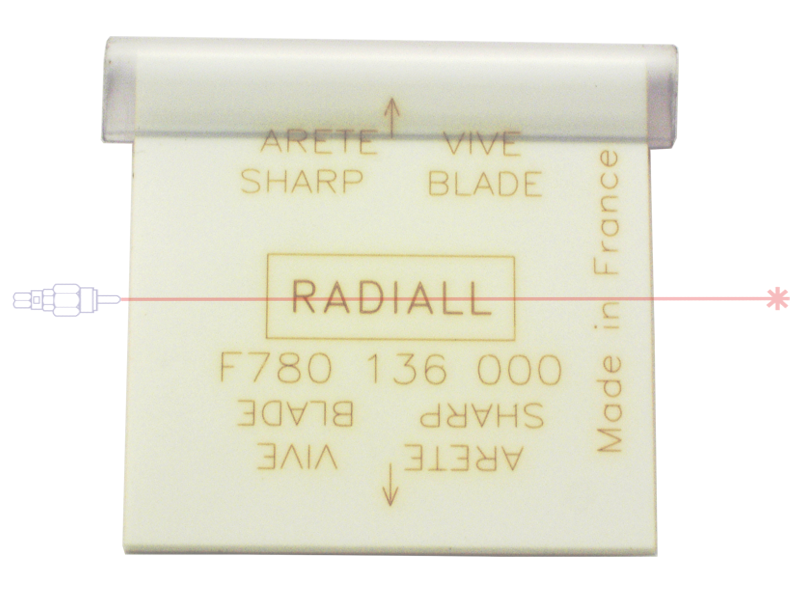 ARETE VIVE
SHARP BLADE
RADIALL
F780 136 000
ARETE VIVE
SHARP BLADE
Made in France